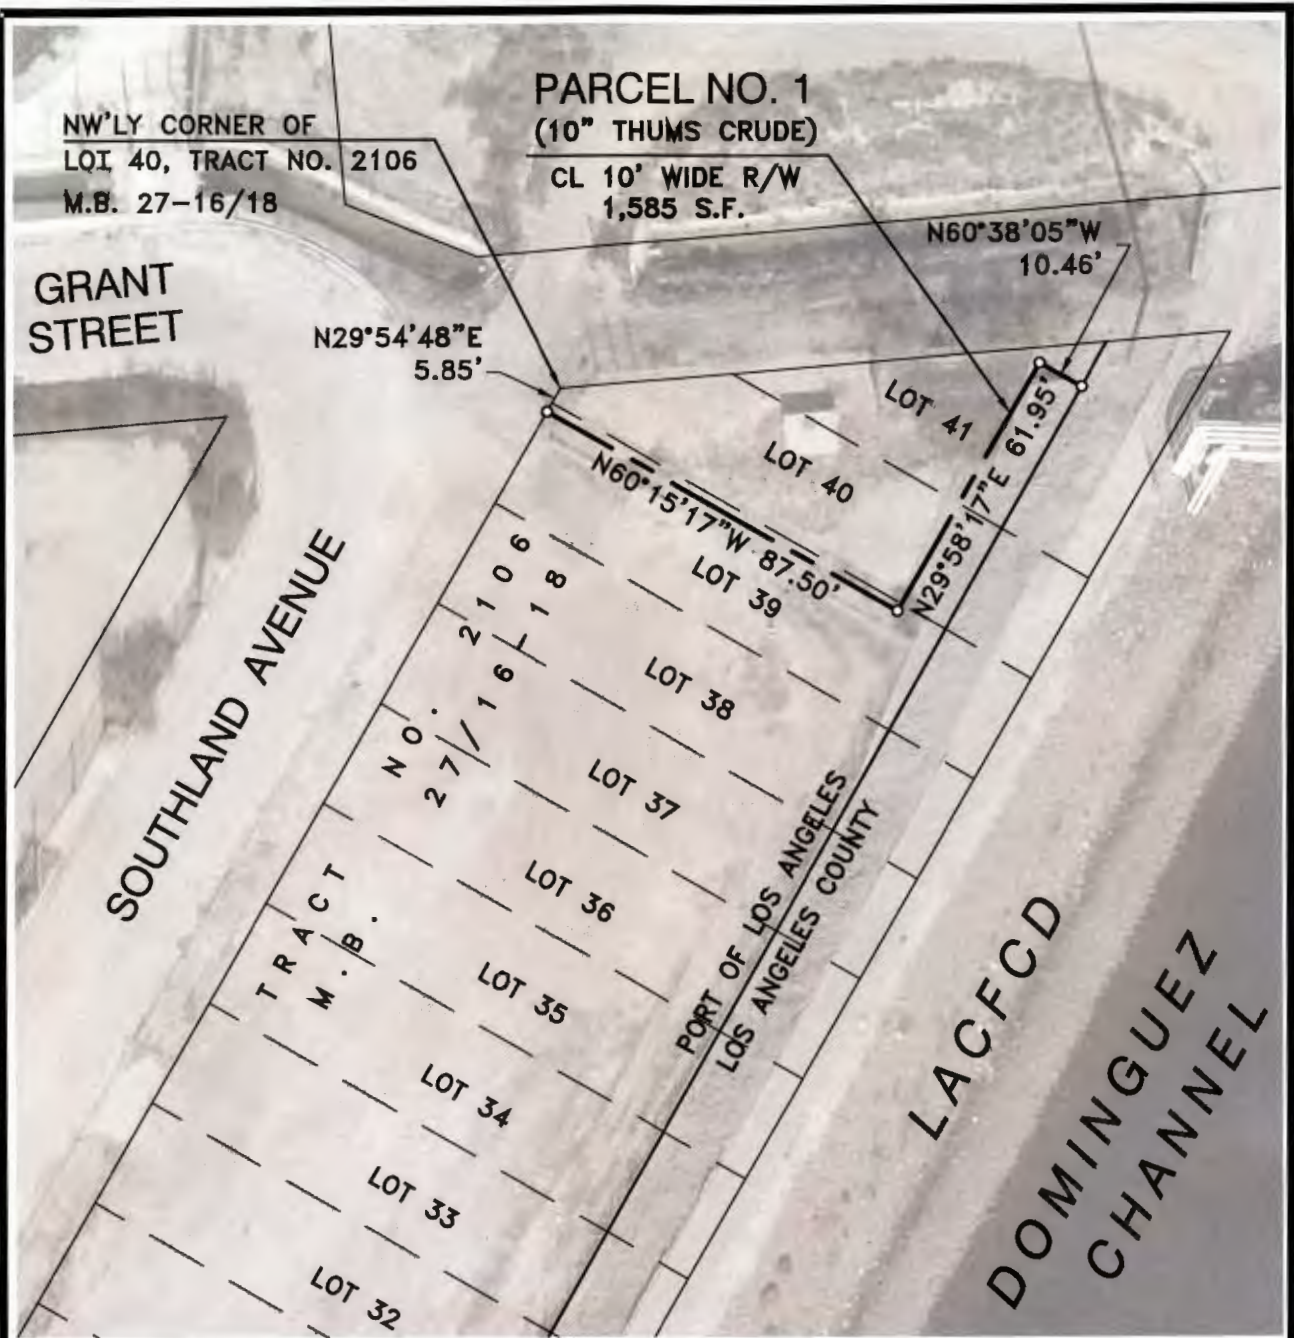 PARCEL NO. 1
(10" THUMS CRUDE)
CL 10' WIDE R/W
1,585 S.F.
NW'LY CORNER OF
LOT 40, TRACT NO. 2106
M.B. 27-16/18
N60°38'05"W
10.46'
GRANT
STREET
N29°54'48"E
5.85'
LOT 41
LOT 40
N29°58'17"E 61.95'
N60°15'17"W 87.50'
LOT 39
LOT 38
LOT 37
LOT 36
LOT 35
LOT 34
LOT 33
LOT 32
SOUTHLAND AVENUE
TRACT NO. 2106
M.B. 27/16-18
PORT OF LOS ANGELES
LOS ANGELES COUNTY
LACFCD
DOMINGUEZ
CHANNEL